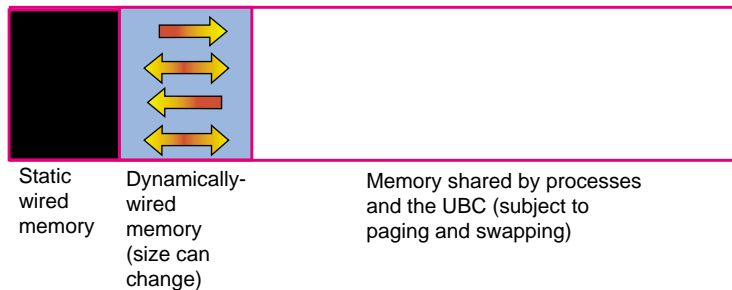 Static
wired
memory
Dynamically-
wired
memory
(size can
change)
Memory shared by processes
and the UBC (subject to
paging and swapping)